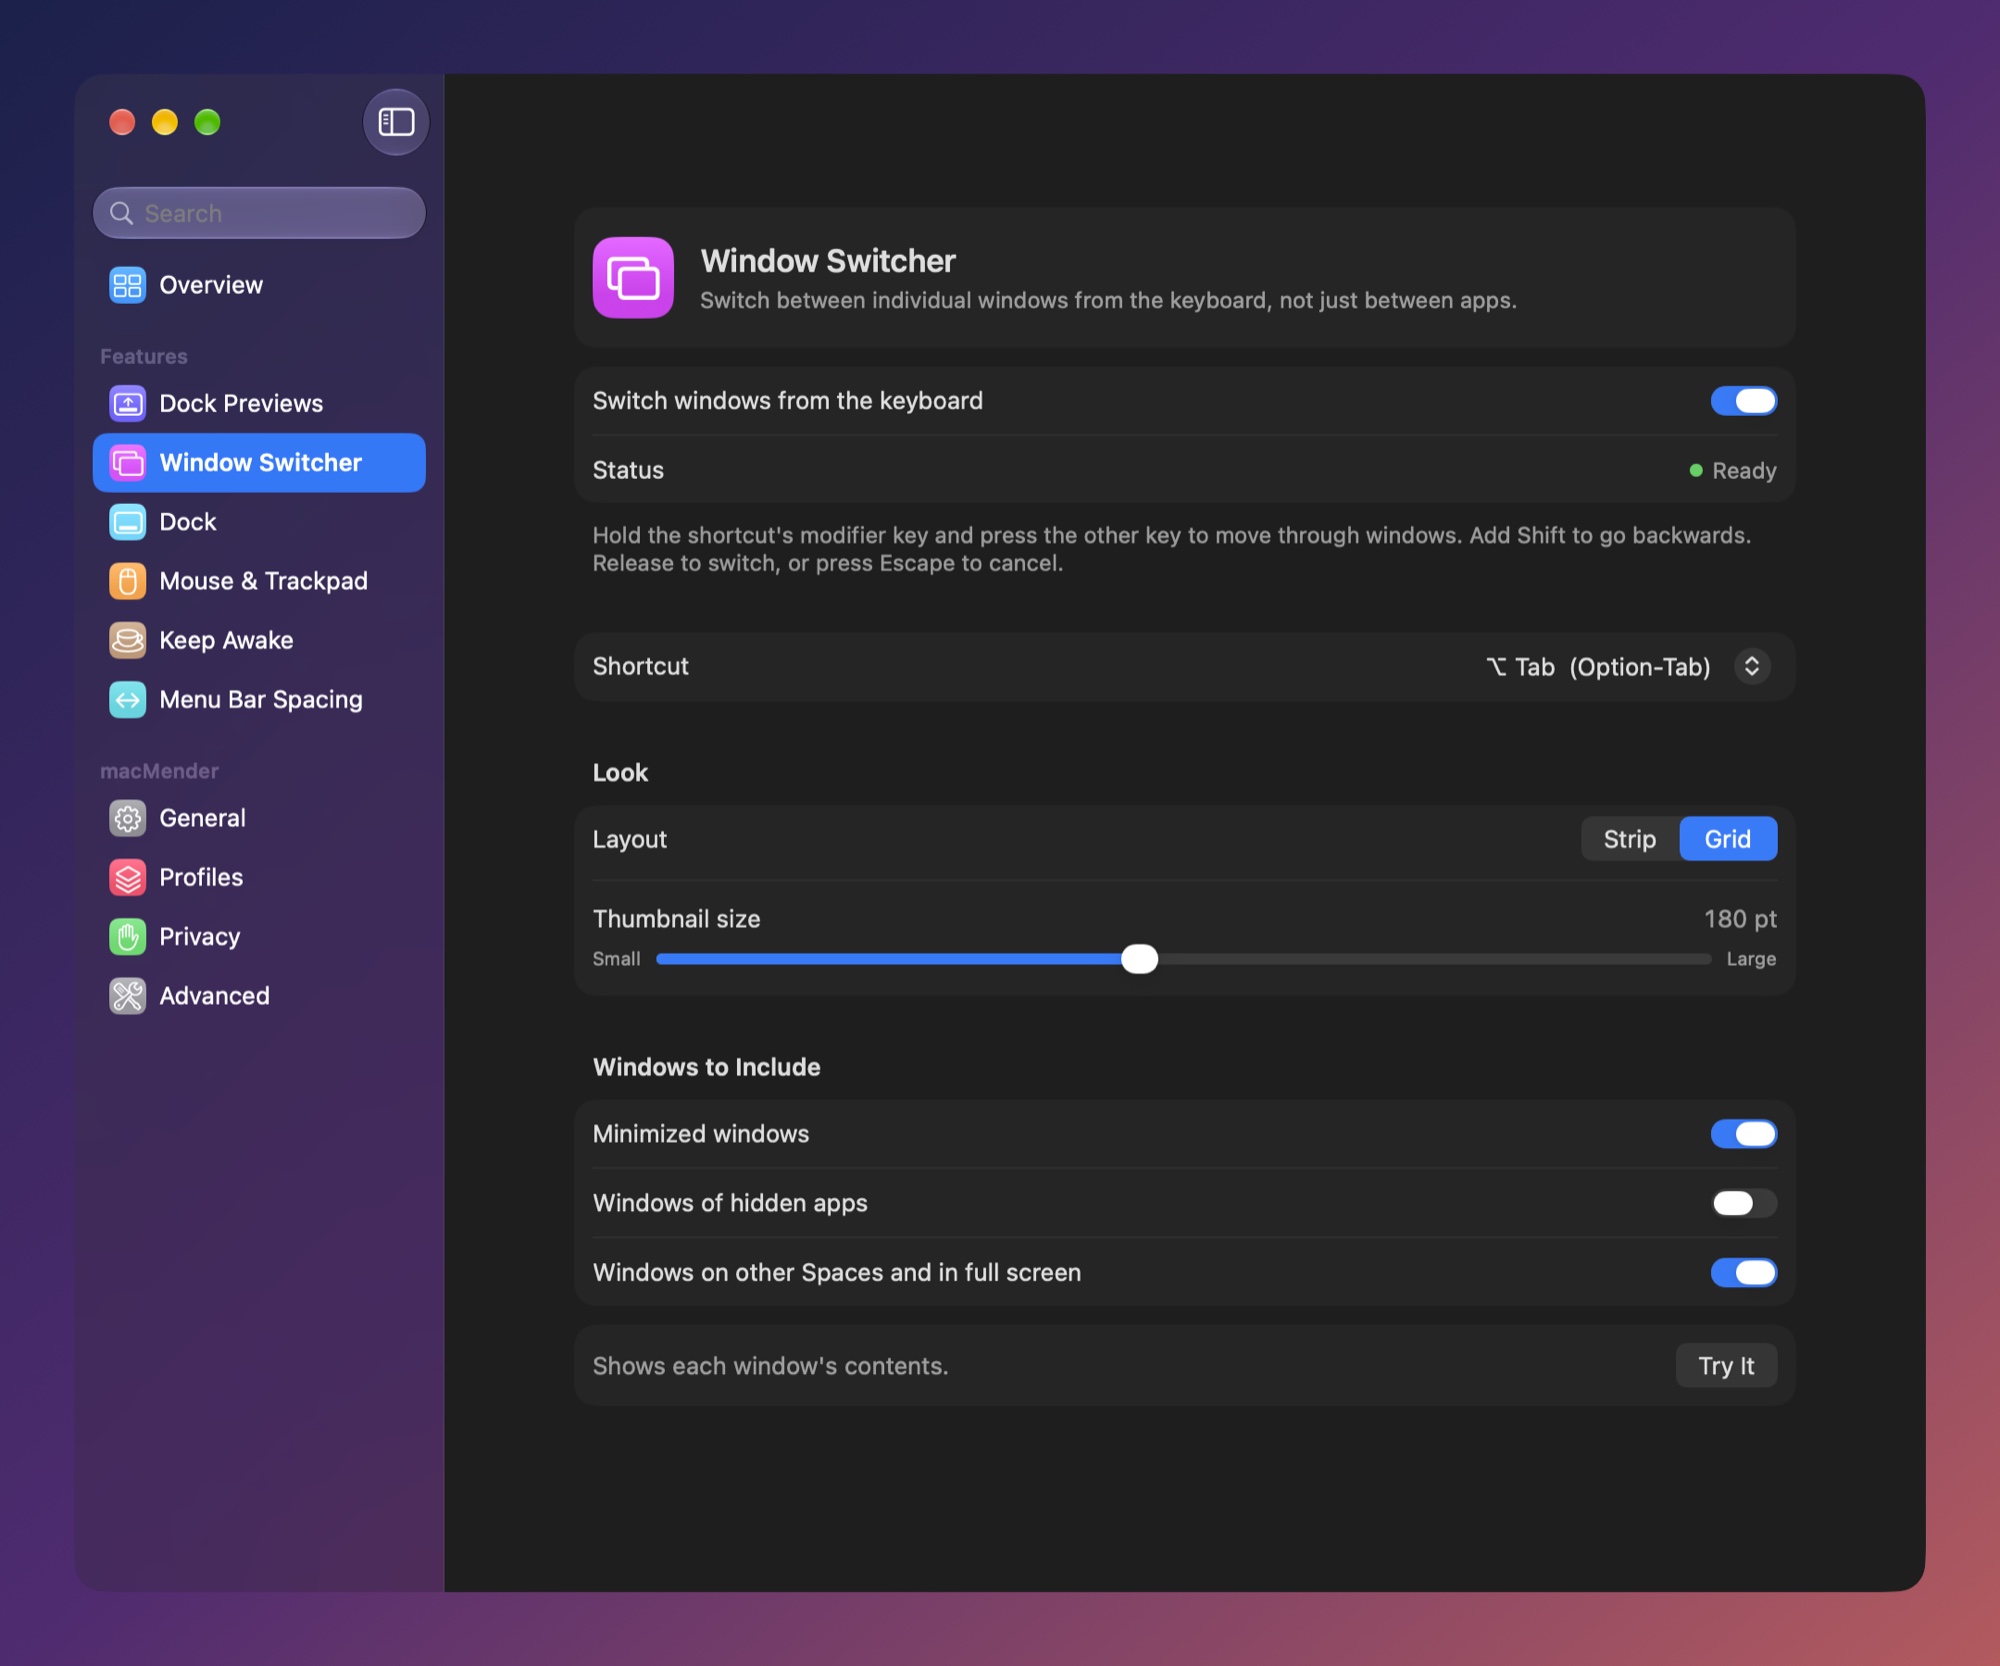 Search
Overview
Features
Dock Previews
Window Switcher
Dock
Mouse & Trackpad
Keep Awake
Menu Bar Spacing
macMender
General
Profiles
Privacy
Advanced
Window Switcher
Switch between individual windows from the keyboard, not just between apps.
Switch windows from the keyboard
Status
Ready
Hold the shortcut's modifier key and press the other key to move through windows. Add Shift to go backwards.
Release to switch, or press Escape to cancel.
Shortcut
⌥ Tab (Option-Tab)
Look
Layout
Strip
Grid
Thumbnail size
180 pt
Small
Large
Windows to Include
Minimized windows
Windows of hidden apps
Windows on other Spaces and in full screen
Shows each window's contents.
Try It